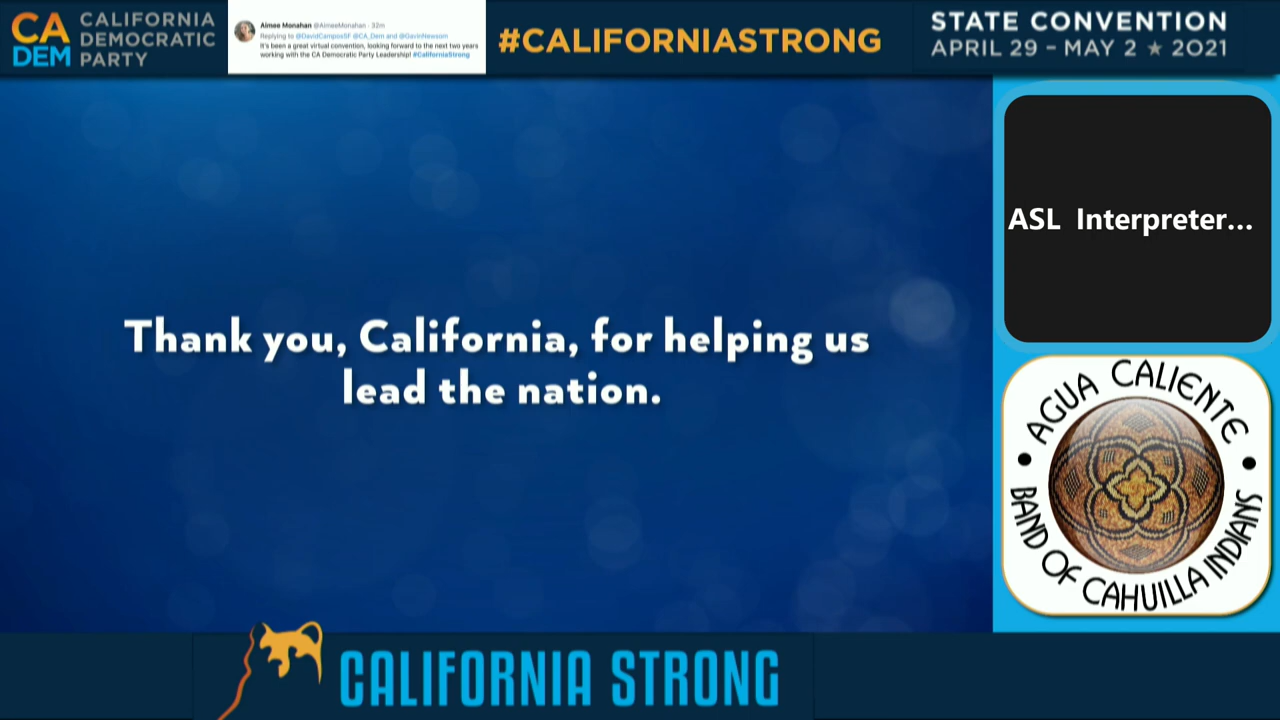 CA
DEM
CALIFORNIA
DEMOCRATIC
PARTY
Aimee Monahan @AimeeMonahan · 32m
Replying to @DavidCamposSF @CA_Dem and @GavinNewsom
It's been a great virtual convention, looking forward to the next two years
working with the CA Democratic Party Leadership! #CaliforniaStrong
#CALIFORNIASTRONG
STATE CONVENTION
APRIL 29 – MAY 2 ★ 2021
Thank you, California, for helping us
lead the nation.
ASL Interpreter...
AGUA CALIENTE
BAND OF CAHUILLA INDIANS
CALIFORNIA STRONG